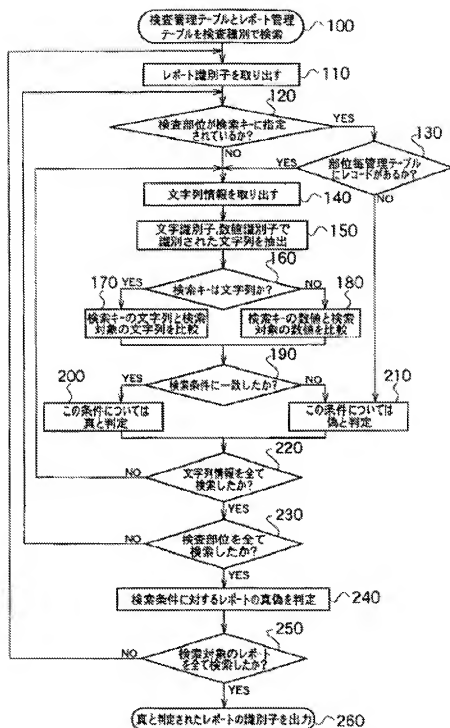 検査管理テーブルとレポート管理
テーブルを検査識別で検索
100
レポート識別子を取り出す
110
120
検査部位が検索キーに指定
されているか?
YES
NO
130
部位毎管理テーブル
にレコードがあるか?
YES
NO
文字列情報を取り出す
140
文字識別子,数値識別子で
識別された文字列を抽出
150
160
検索キーは文字列か?
YES
NO
170
検索キーの文字列と検索
対象の文字列を比較
180
検索キーの数値と検索
対象の数値を比較
190
検索条件に一致したか?
YES
NO
200
この条件については
真と判定
210
この条件については
偽と判定
220
文字列情報を全て
検索したか?
NO
YES
230
検査部位を全て
検索したか?
NO
YES
検索条件に対するレポートの真偽を判定
240
250
検索対象のレポート
を全て検索したか?
NO
YES
真と判定されたレポートの識別子を出力
260